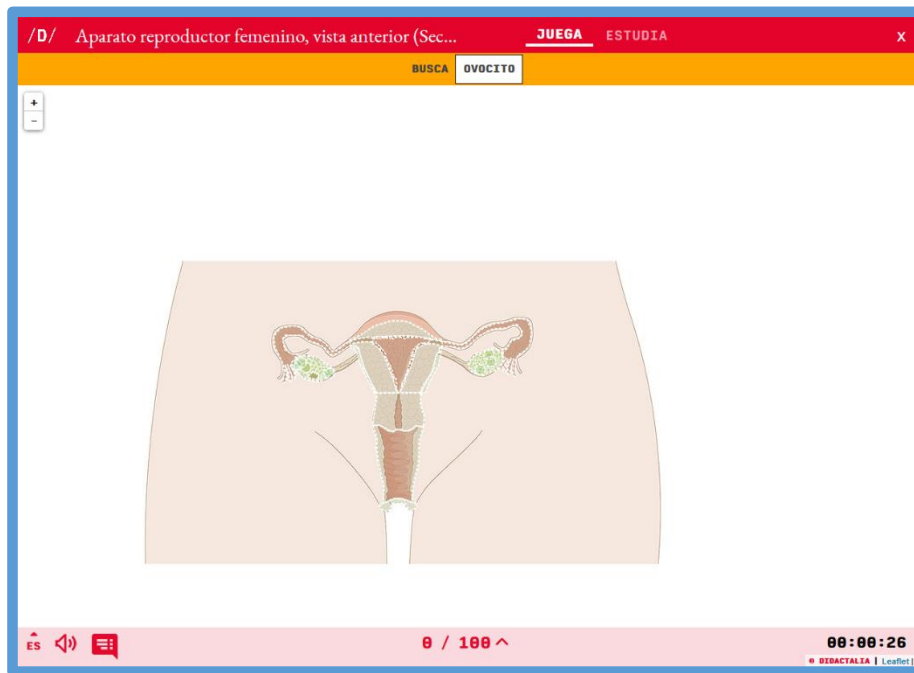 /D/ Aparato reproductor femenino, vista anterior (Sec... JUEGA ESTUDIA x
BUSCA OVOCITO
+
-
ES 0 / 100 00:00:26
© DIDACTALIA | Leaflet |